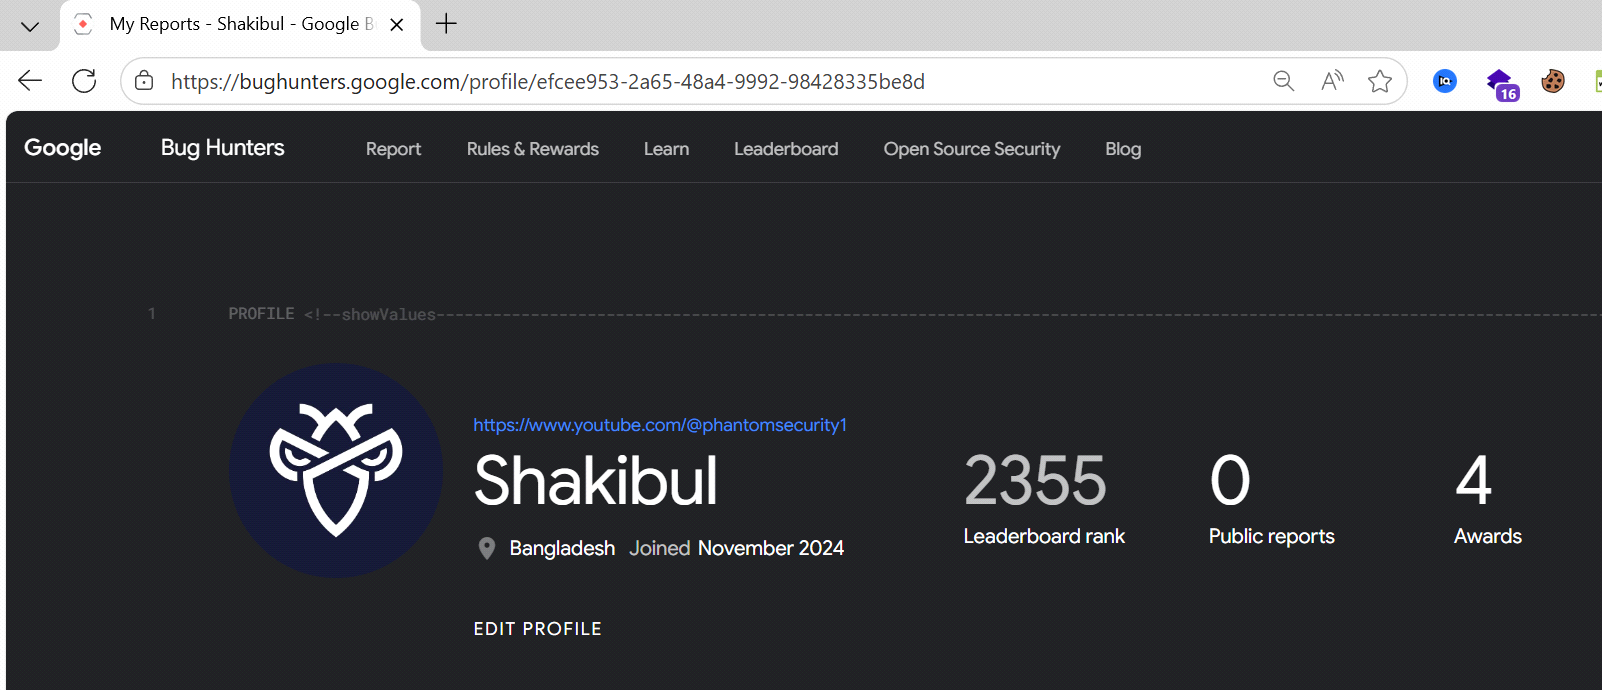 My Reports - Shakibul - Google B
https://bughunters.google.com/profile/efcee953-2a65-48a4-9992-98428335be8d
16
Google Bug Hunters Report Rules & Rewards Learn Leaderboard Open Source Security Blog
1 PROFILE <!--showValues--------------------------------------------------------------------------------
https://www.youtube.com/@phantomsecurity1
Shakibul 2355 0 4
Leaderboard rank Public reports Awards
Bangladesh Joined November 2024
EDIT PROFILE